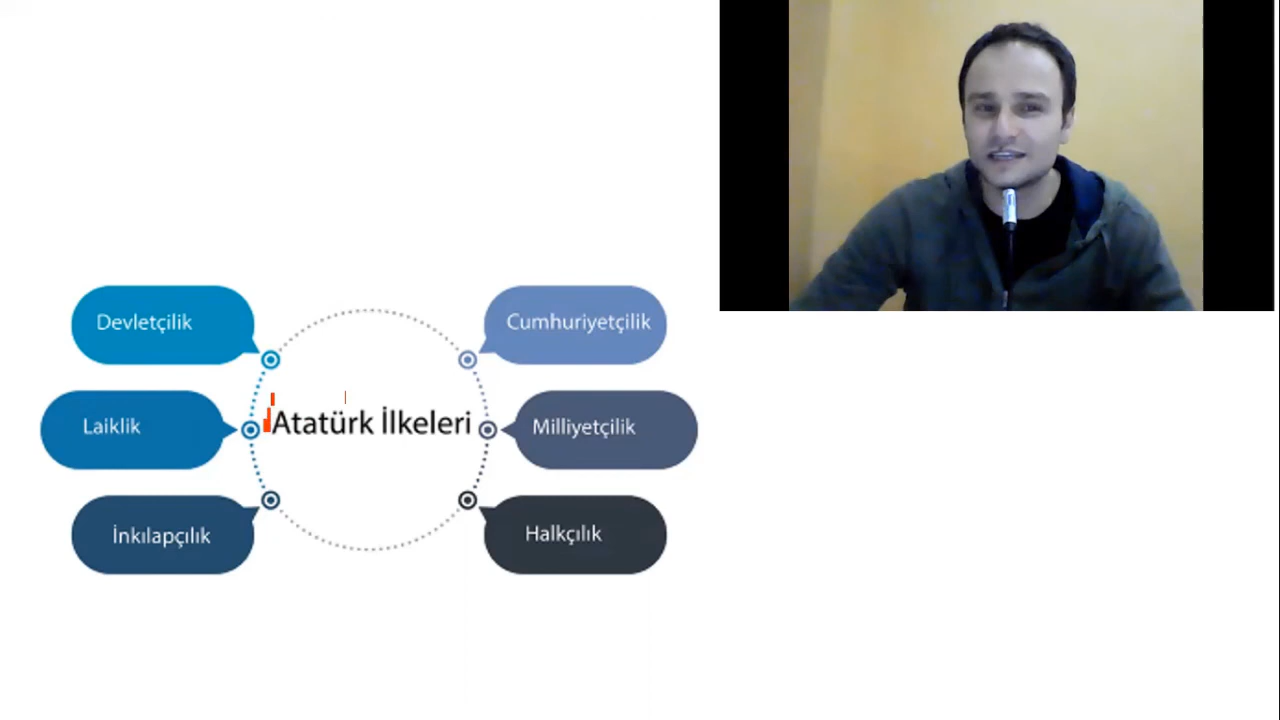 Devletçilik
Cumhuriyetçilik
Laiklik
Atatürk İlkeleri
Milliyetçilik
İnkılapçılık
Halkçılık